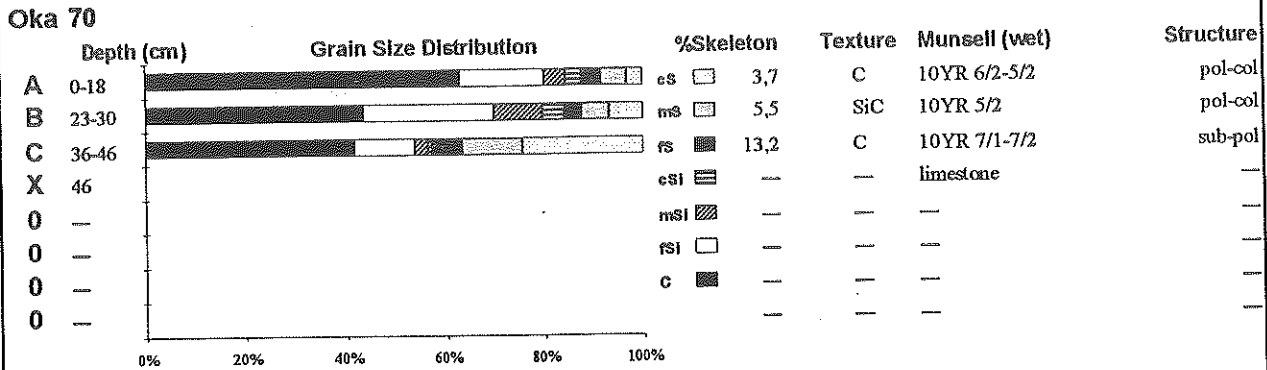 Oka 70
Depth (cm) Grain Size Distribution %Skeleton Texture Munsell (wet) Structure
A 0-18 cS 3,7 C 10YR 6/2-5/2 pol-col
B 23-30 mS 5,5 SiC 10YR 5/2 pol-col
C 36-46 fS 13,2 C 10YR 7/1-7/2 sub-pol
X 46 cSi — — limestone —
0 — mSi — — — —
0 — fSi — — — —
0 — C — — — —
0 — — — — —
0% 20% 40% 60% 80% 100%